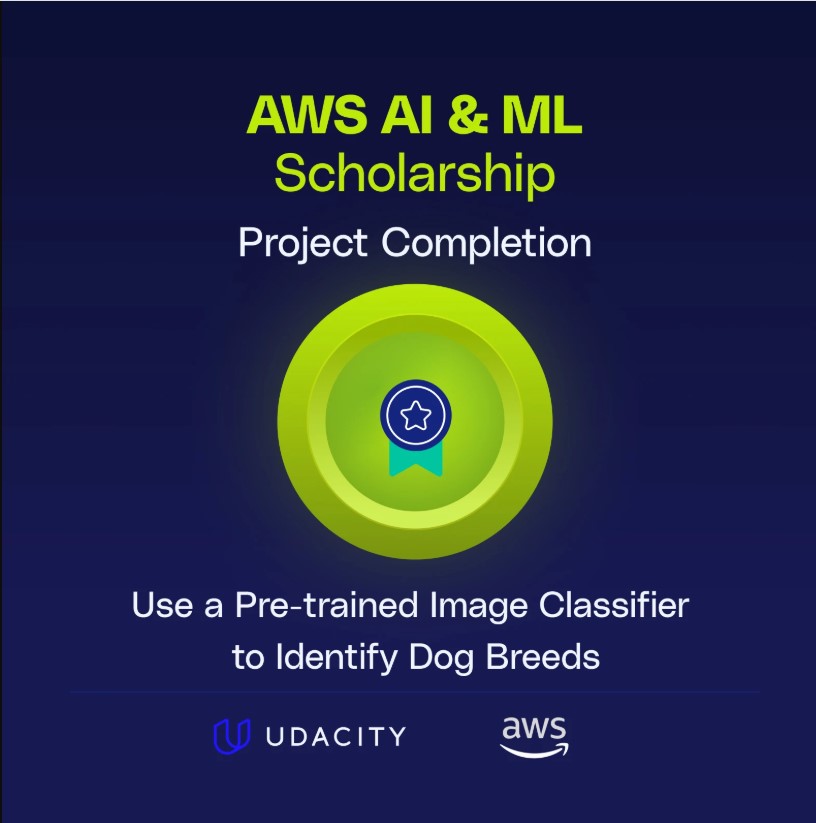 AWS AI & ML
Scholarship
Project Completion
Use a Pre-trained Image Classifier
to Identify Dog Breeds
UDACITY aws